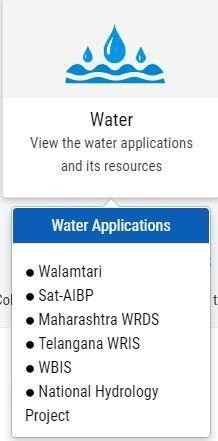 Water
View the water applications
and its resources
Water Applications
● Walamtari
● Sat-AIBP
● Maharashtra WRDS
● Telangana WRIS
● WBIS
● National Hydrology
Project